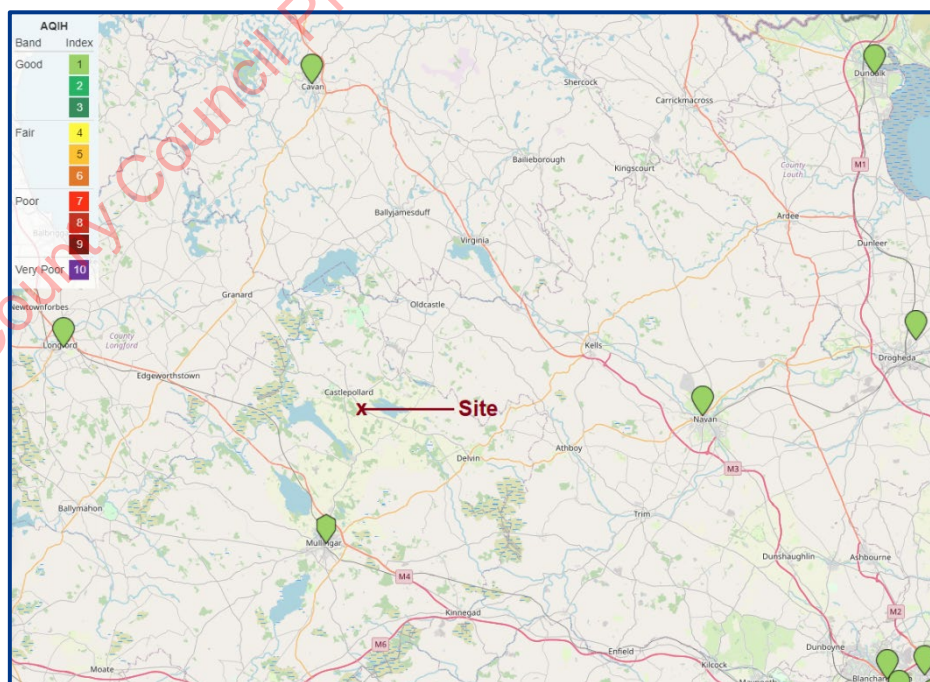 County Council
AQIH
Band Index
Good 1
2
3
Fair 4
5
6
Poor 7
8
9
Very Poor 10
Cavan
Shercock
Dundalk
Carrickmacross
Bailieborough
Kingscourt
M1
County Louth
Ballyjamesduff
Ardee
Virginia
Dunleer
Granard
Oldcastle
Newtownforbes
Longford
County Longford
Kells
Drogheda
Edgeworthstown
Castlepollard
x Site
Navan
Delvin
Athboy
M3
Ballymahon
Trim
Mullingar
Dunshaughlin
Ashbourne
M4
M2
Kinnegad
M6
Enfield
Dunboyne
Moate
Kilcock